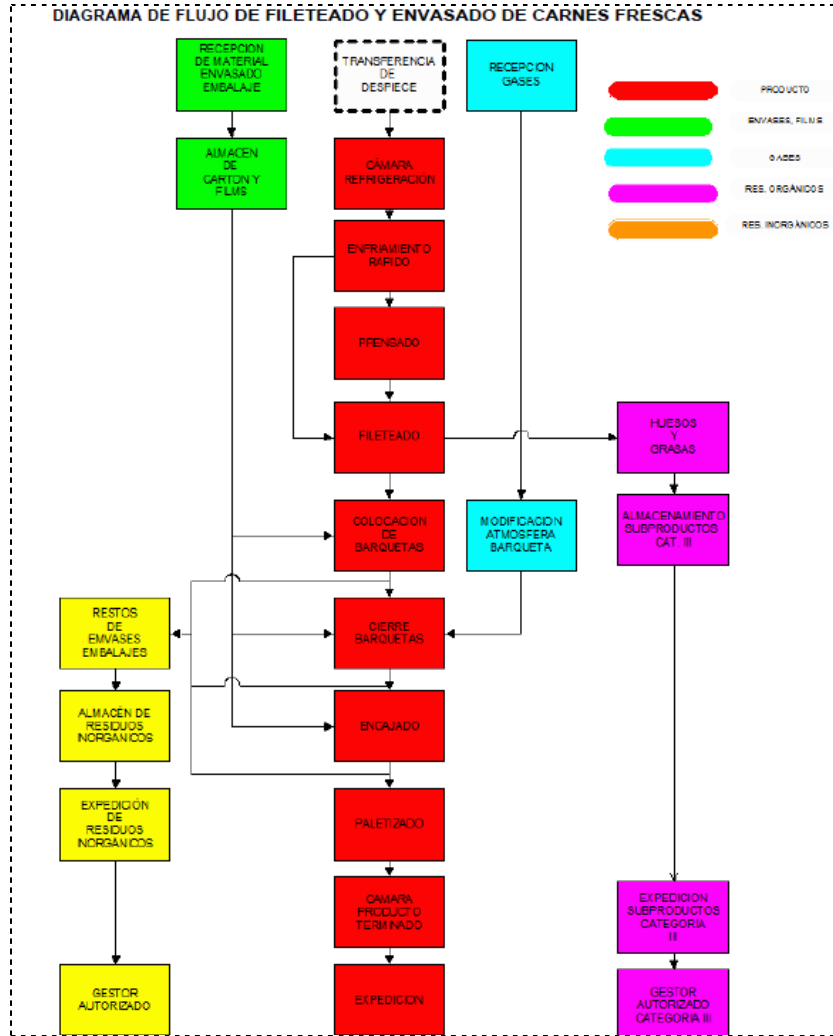 DIAGRAMA DE FLUJO DE FILETEADO Y ENVASADO DE CARNES FRESCAS
RECEPCION
DE MATERIAL
ENVASADO
EMBALAJE
TRANSFERENCIA
DE
DESPIECE
RECEPCION
GASES
PRODUCTO
ENVASES, FILMS
GASES
RES. ORGÁNICOS
RES. INORGÁNICOS
ALMACEN
DE
CARTON Y
FILMS
CÁMARA
REFRIGERACIÓN
ENFRIAMIENTO
RAPIDO
PRENSADO
FILETEADO
HUESOS
Y
GRASAS
COLOCACION
DE
BARQUETAS
MODIFICACION
ATMOSFERA
BARQUETA
ALMACENAMIENTO
SUBPRODUCTOS
CAT. III
RESTOS
DE
EMVASES
EMBALAJES
CIERRE
BARQUETAS
ALMACÉN DE
RESIDUOS
INORGÁNICOS
ENCAJADO
EXPEDICIÓN
DE
RESIDUOS
INORGÁNICOS
PALETIZADO
CAMARA
PRODUCTO
TERMINADO
EXPEDICION
SUBPRODUCTOS
CATEGORIA
III
GESTOR
AUTORIZADO
EXPEDICION
GESTOR
AUTORIZADO
CATEGORIA III